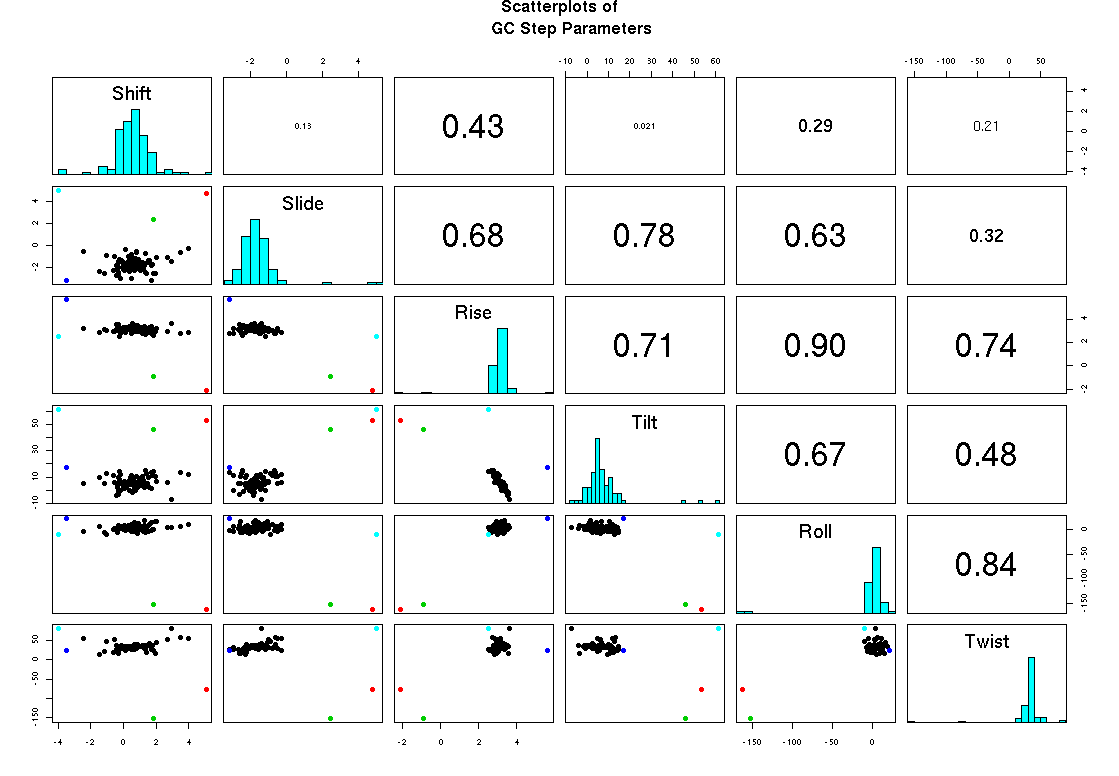 Scatterplots of
GC Step Parameters
-2 0 2 4 -10 0 10 20 30 40 50 60 -150 -100 -50 0 50
Shift 0.13 0.43 0.021 0.29 0.21 4 2 0 -2 -4
4 2 0 -2 Slide 0.68 0.78 0.63 0.32
Rise 0.71 0.90 0.74 4 2 0 -2
50 30 10 -10 Tilt 0.67 0.48
Roll 0.84 0 -50 -100 -150
50 0 -50 -150 Twist
-4 -2 0 2 4 -2 0 2 4 -150 -100 -50 0